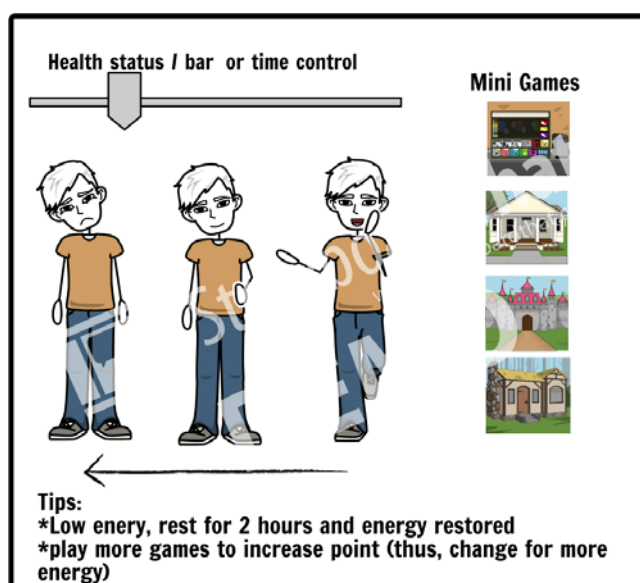 Health status / bar or time control
Mini Games
Tips:
*Low enery, rest for 2 hours and energy restored
*play more games to increase point (thus, change for more
energy)